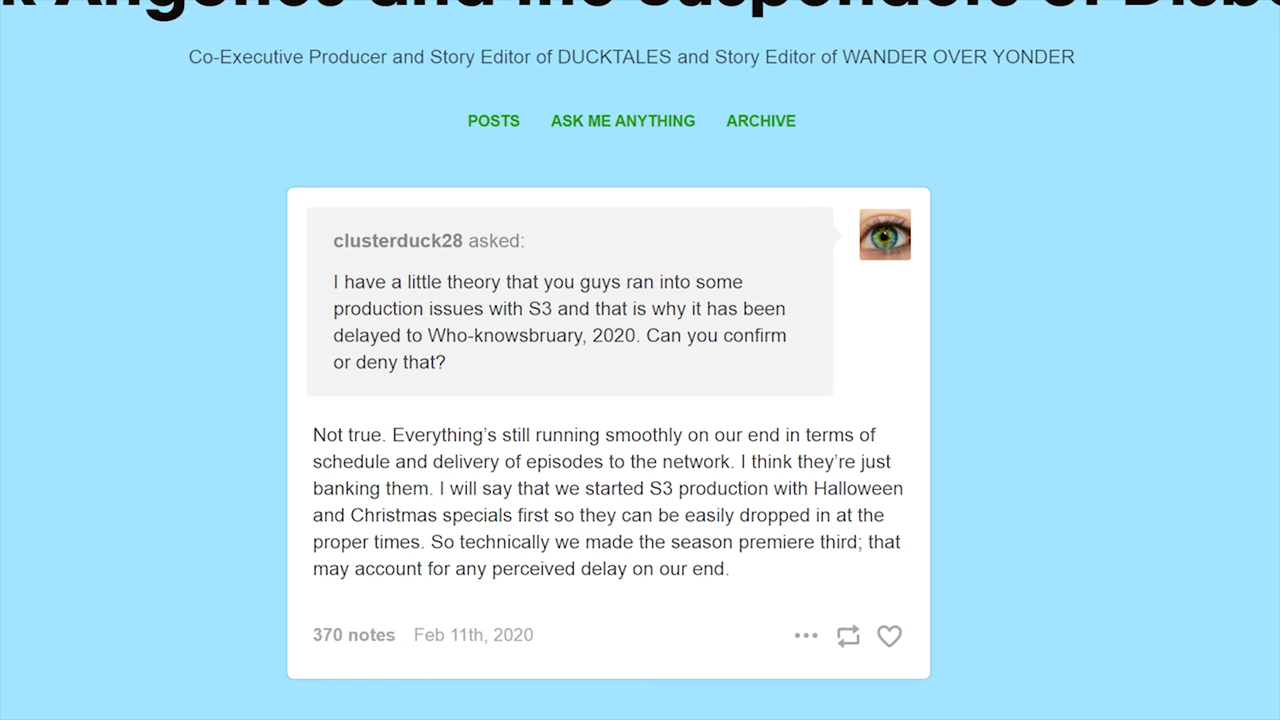 Co-Executive Producer and Story Editor of DUCKTALES and Story Editor of WANDER OVER YONDER
POSTS ASK ME ANYTHING ARCHIVE
clusterduck28 asked:
I have a little theory that you guys ran into some
production issues with S3 and that is why it has been
delayed to Who-knowsbruary, 2020. Can you confirm
or deny that?
Not true. Everything’s still running smoothly on our end in terms of
schedule and delivery of episodes to the network. I think they’re just
banking them. I will say that we started S3 production with Halloween
and Christmas specials first so they can be easily dropped in at the
proper times. So technically we made the season premiere third; that
may account for any perceived delay on our end.
370 notes Feb 11th, 2020